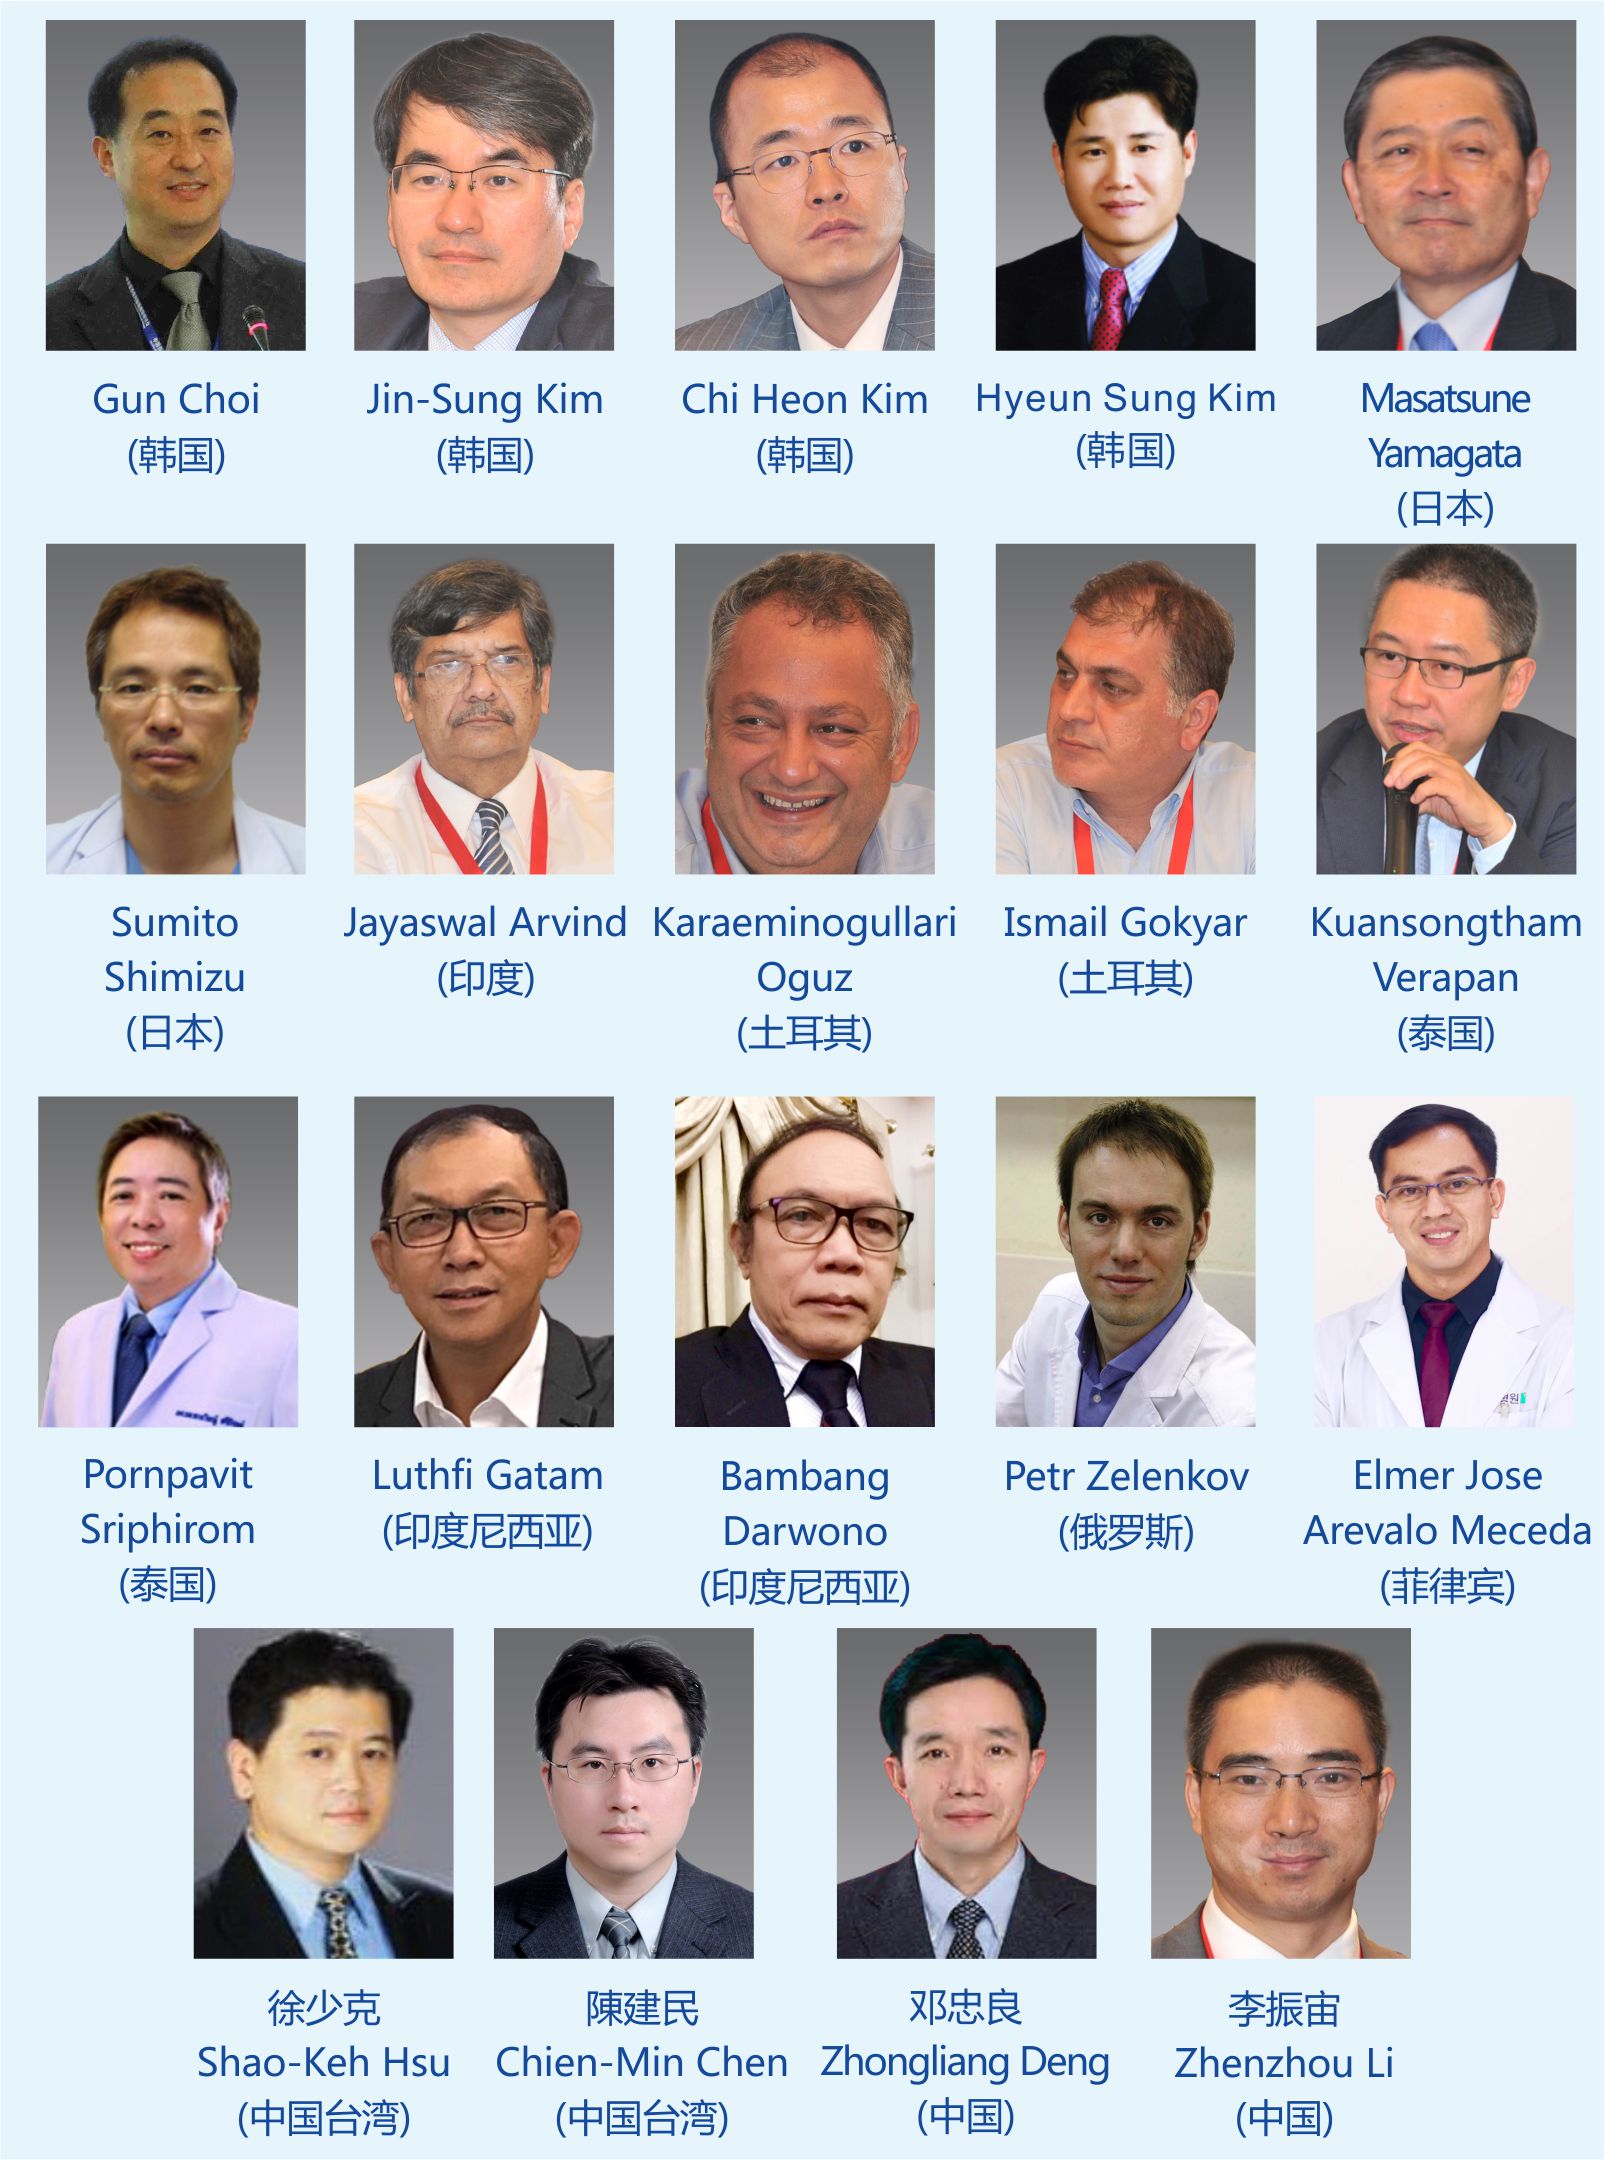 Gun Choi
(韩国)
Jin-Sung Kim
(韩国)
Chi Heon Kim
(韩国)
Hyeun Sung Kim
(韩国)
Masatsune
Yamagata
(日本)
Sumito
Shimizu
(日本)
Jayaswal Arvind
(印度)
Karaeminogullari
Oguz
(土耳其)
Ismail Gokyar
(土耳其)
Kuansongtham
Verapan
(泰国)
Pornpavit
Sriphirom
(泰国)
Luthfi Gatam
(印度尼西亚)
Bambang
Darwono
(印度尼西亚)
Petr Zelenkov
(俄罗斯)
Elmer Jose
Arevalo Meceda
(菲律宾)
徐少克
Shao-Keh Hsu
(中国台湾)
陳建民
Chien-Min Chen
(中国台湾)
邓忠良
Zhongliang Deng
(中国)
李振宙
Zhenzhou Li
(中国)